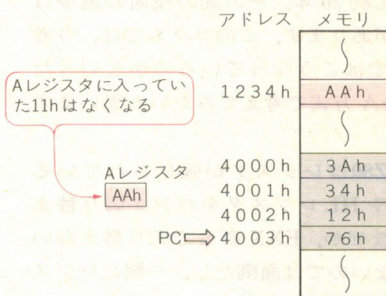 アドレス メモリ
1234h AAh
Aレジスタに入ってい
た11hはなくなる
Aレジスタ
AAh
4000h 3Ah
4001h 34h
4002h 12h
PC 4003h 76h